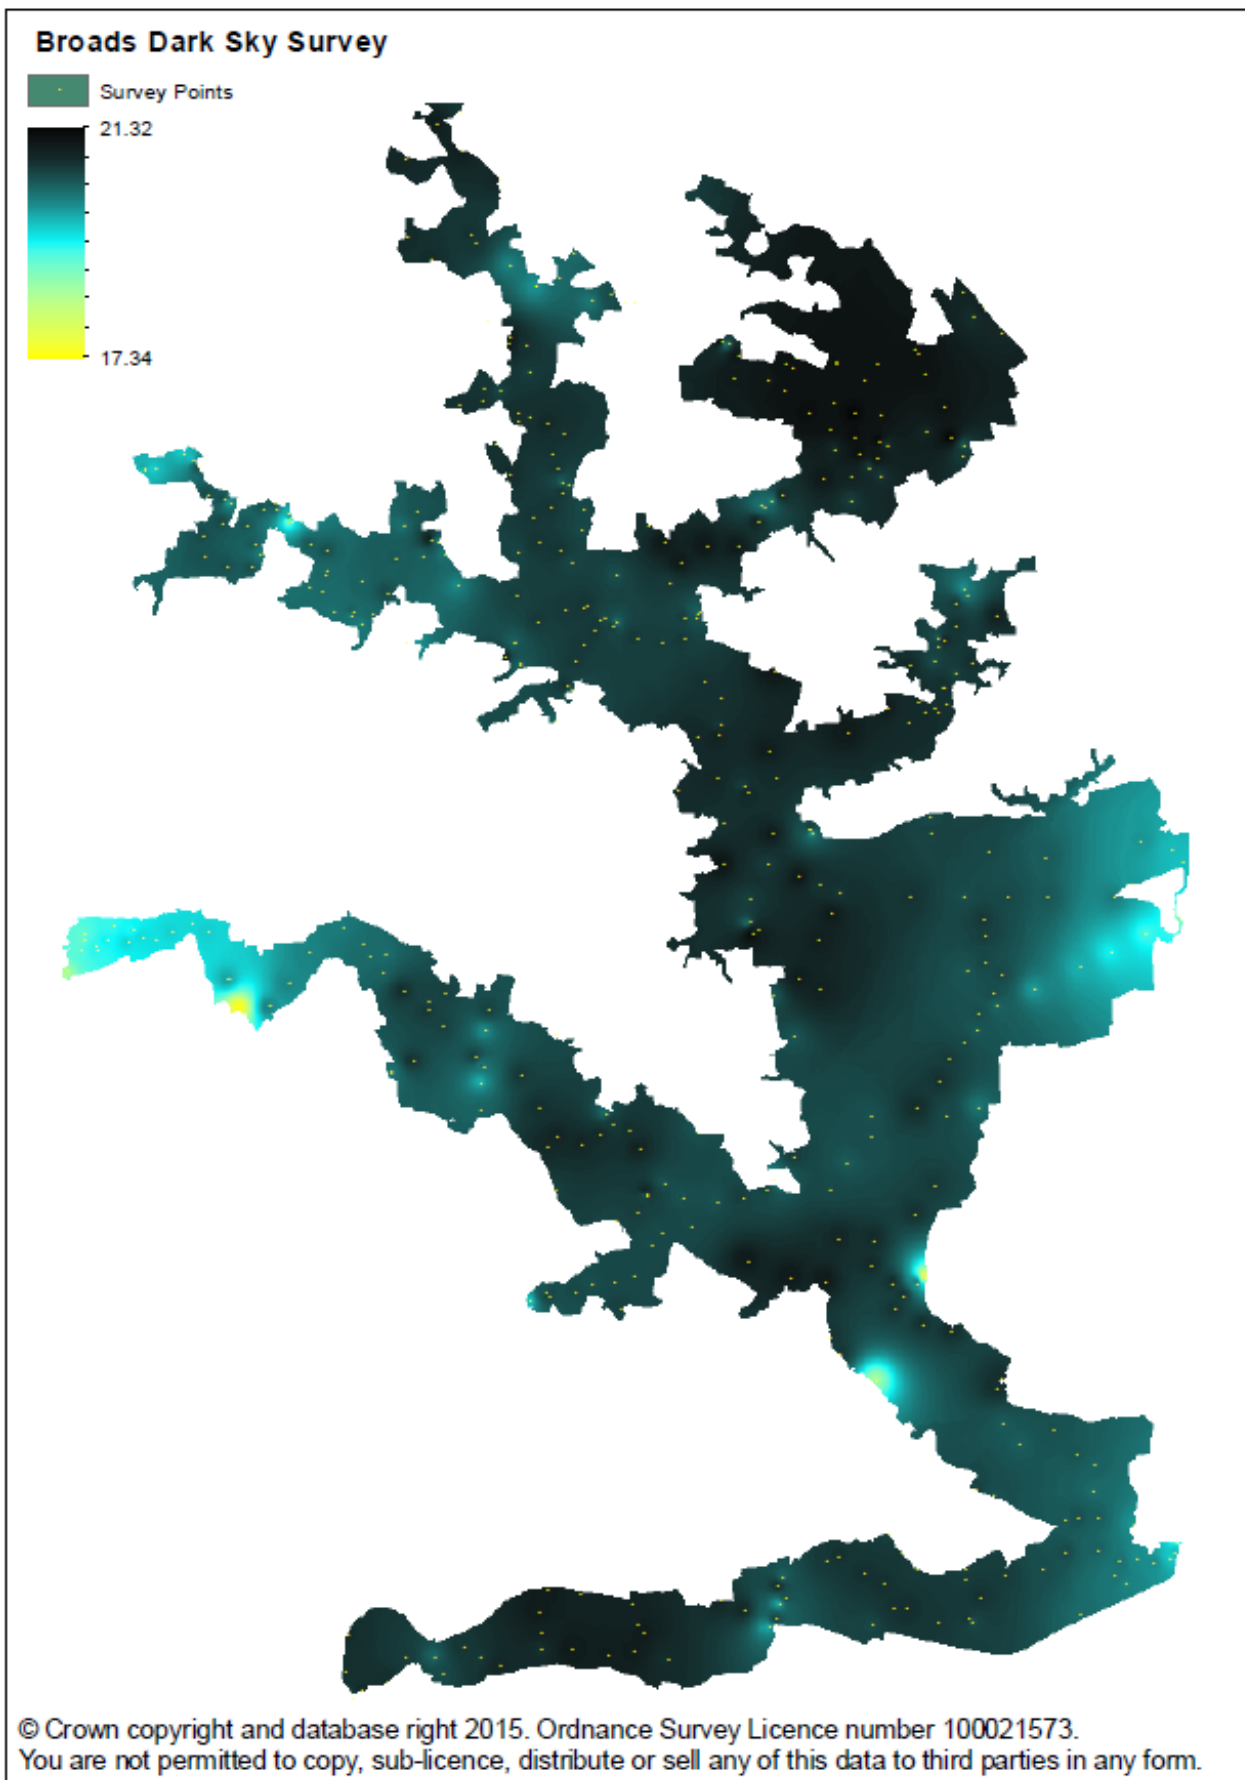 Broads Dark Sky Survey
Survey Points
21.32
17.34
© Crown copyright and database right 2015. Ordnance Survey Licence number 100021573.
You are not permitted to copy, sub-licence, distribute or sell any of this data to third parties in any form.